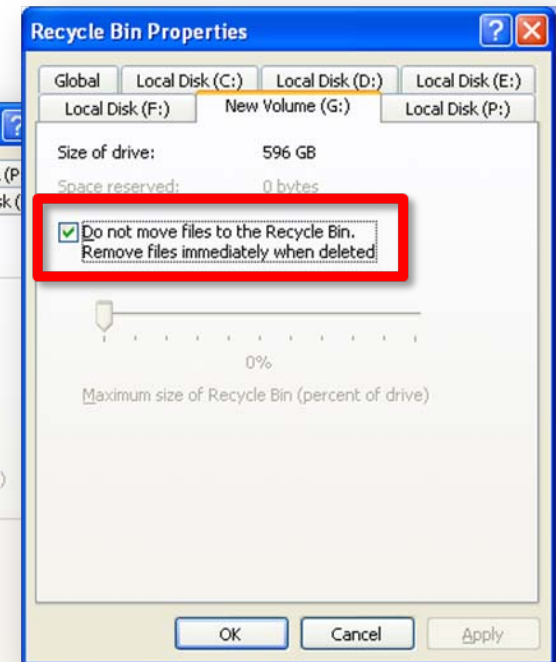 Recycle Bin Properties
Global Local Disk (C:) Local Disk (D:) Local Disk (E:)
Local Disk (F:) New Volume (G:) Local Disk (P:)
Size of drive: 596 GB
Space reserved: 0 bytes
Do not move files to the Recycle Bin.
Remove files immediately when deleted
0%
Maximum size of Recycle Bin (percent of drive)
OK Cancel Apply